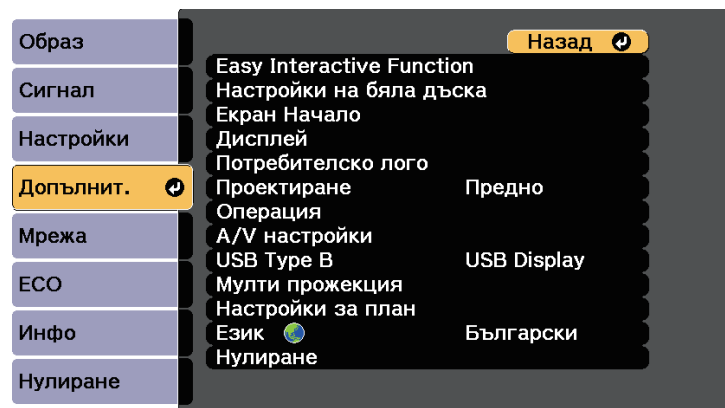 Образ
Сигнал
Настройки
Допълнит.
Мрежа
ECO
Инфо
Нулиране
Назад
Easy Interactive Function
Настройки на бяла дъска
Екран Начало
Дисплей
Потребителско лого
Проектиране Предно
Операция
A/V настройки
USB Type B USB Display
Мулти прожекция
Настройки за план
Език Български
Нулиране